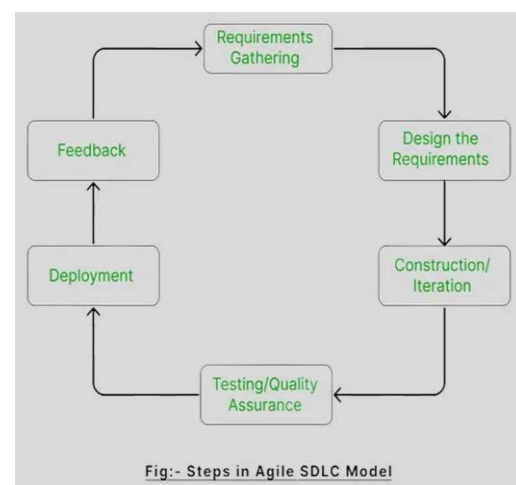 Requirements
Gathering
Design the
Requirements
Construction/
Iteration
Testing/Quality
Assurance
Deployment
Feedback
Fig:- Steps in Agile SDLC Model